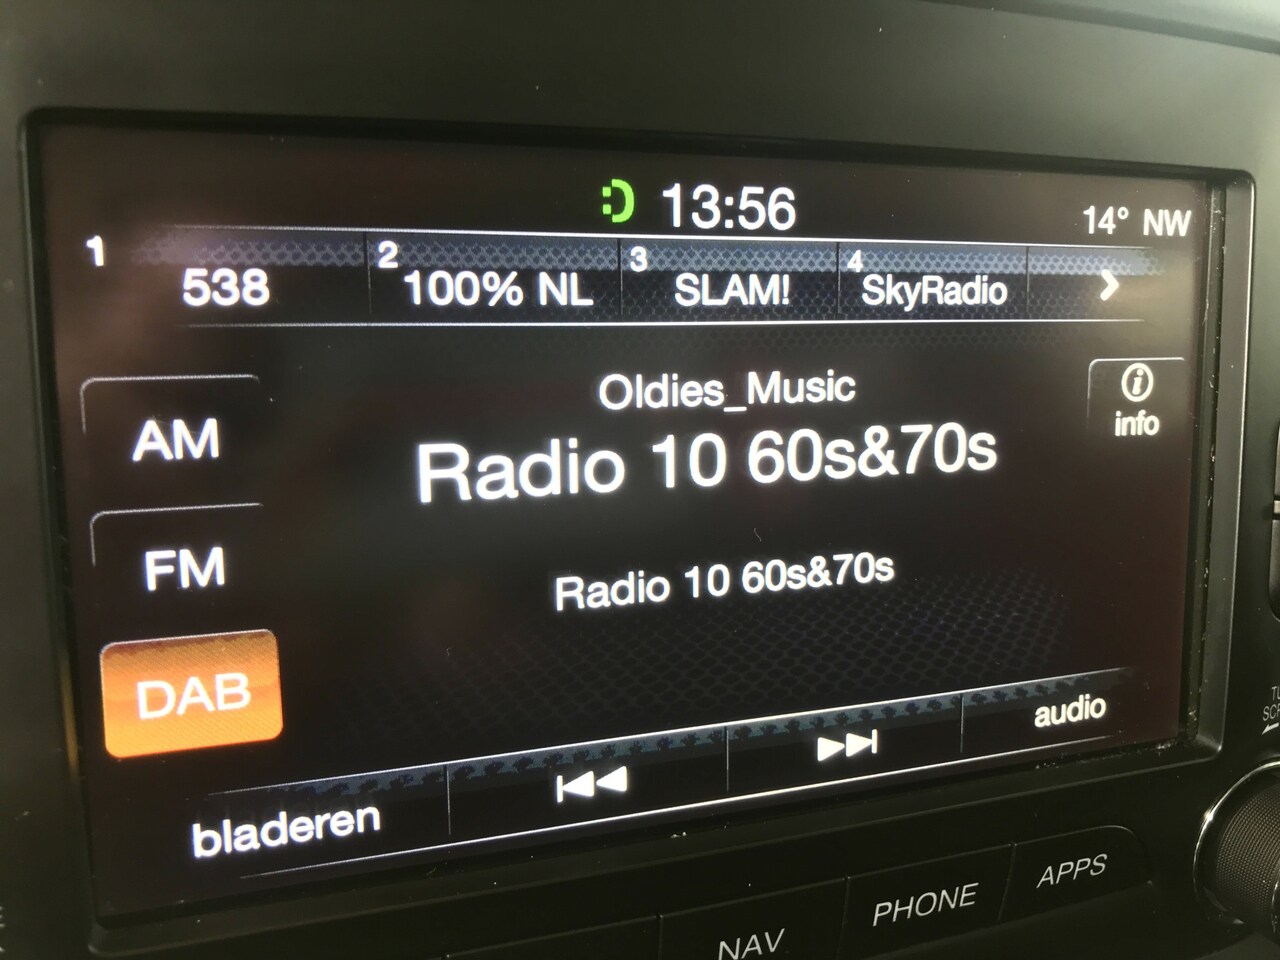 13:56
14° NW
1 538
2 100% NL
3 SLAM!
4 SkyRadio
Oldies_Music
info
AM
Radio 10 60s&70s
FM
Radio 10 60s&70s
DAB
bladeren
audio
NAV
PHONE
APPS